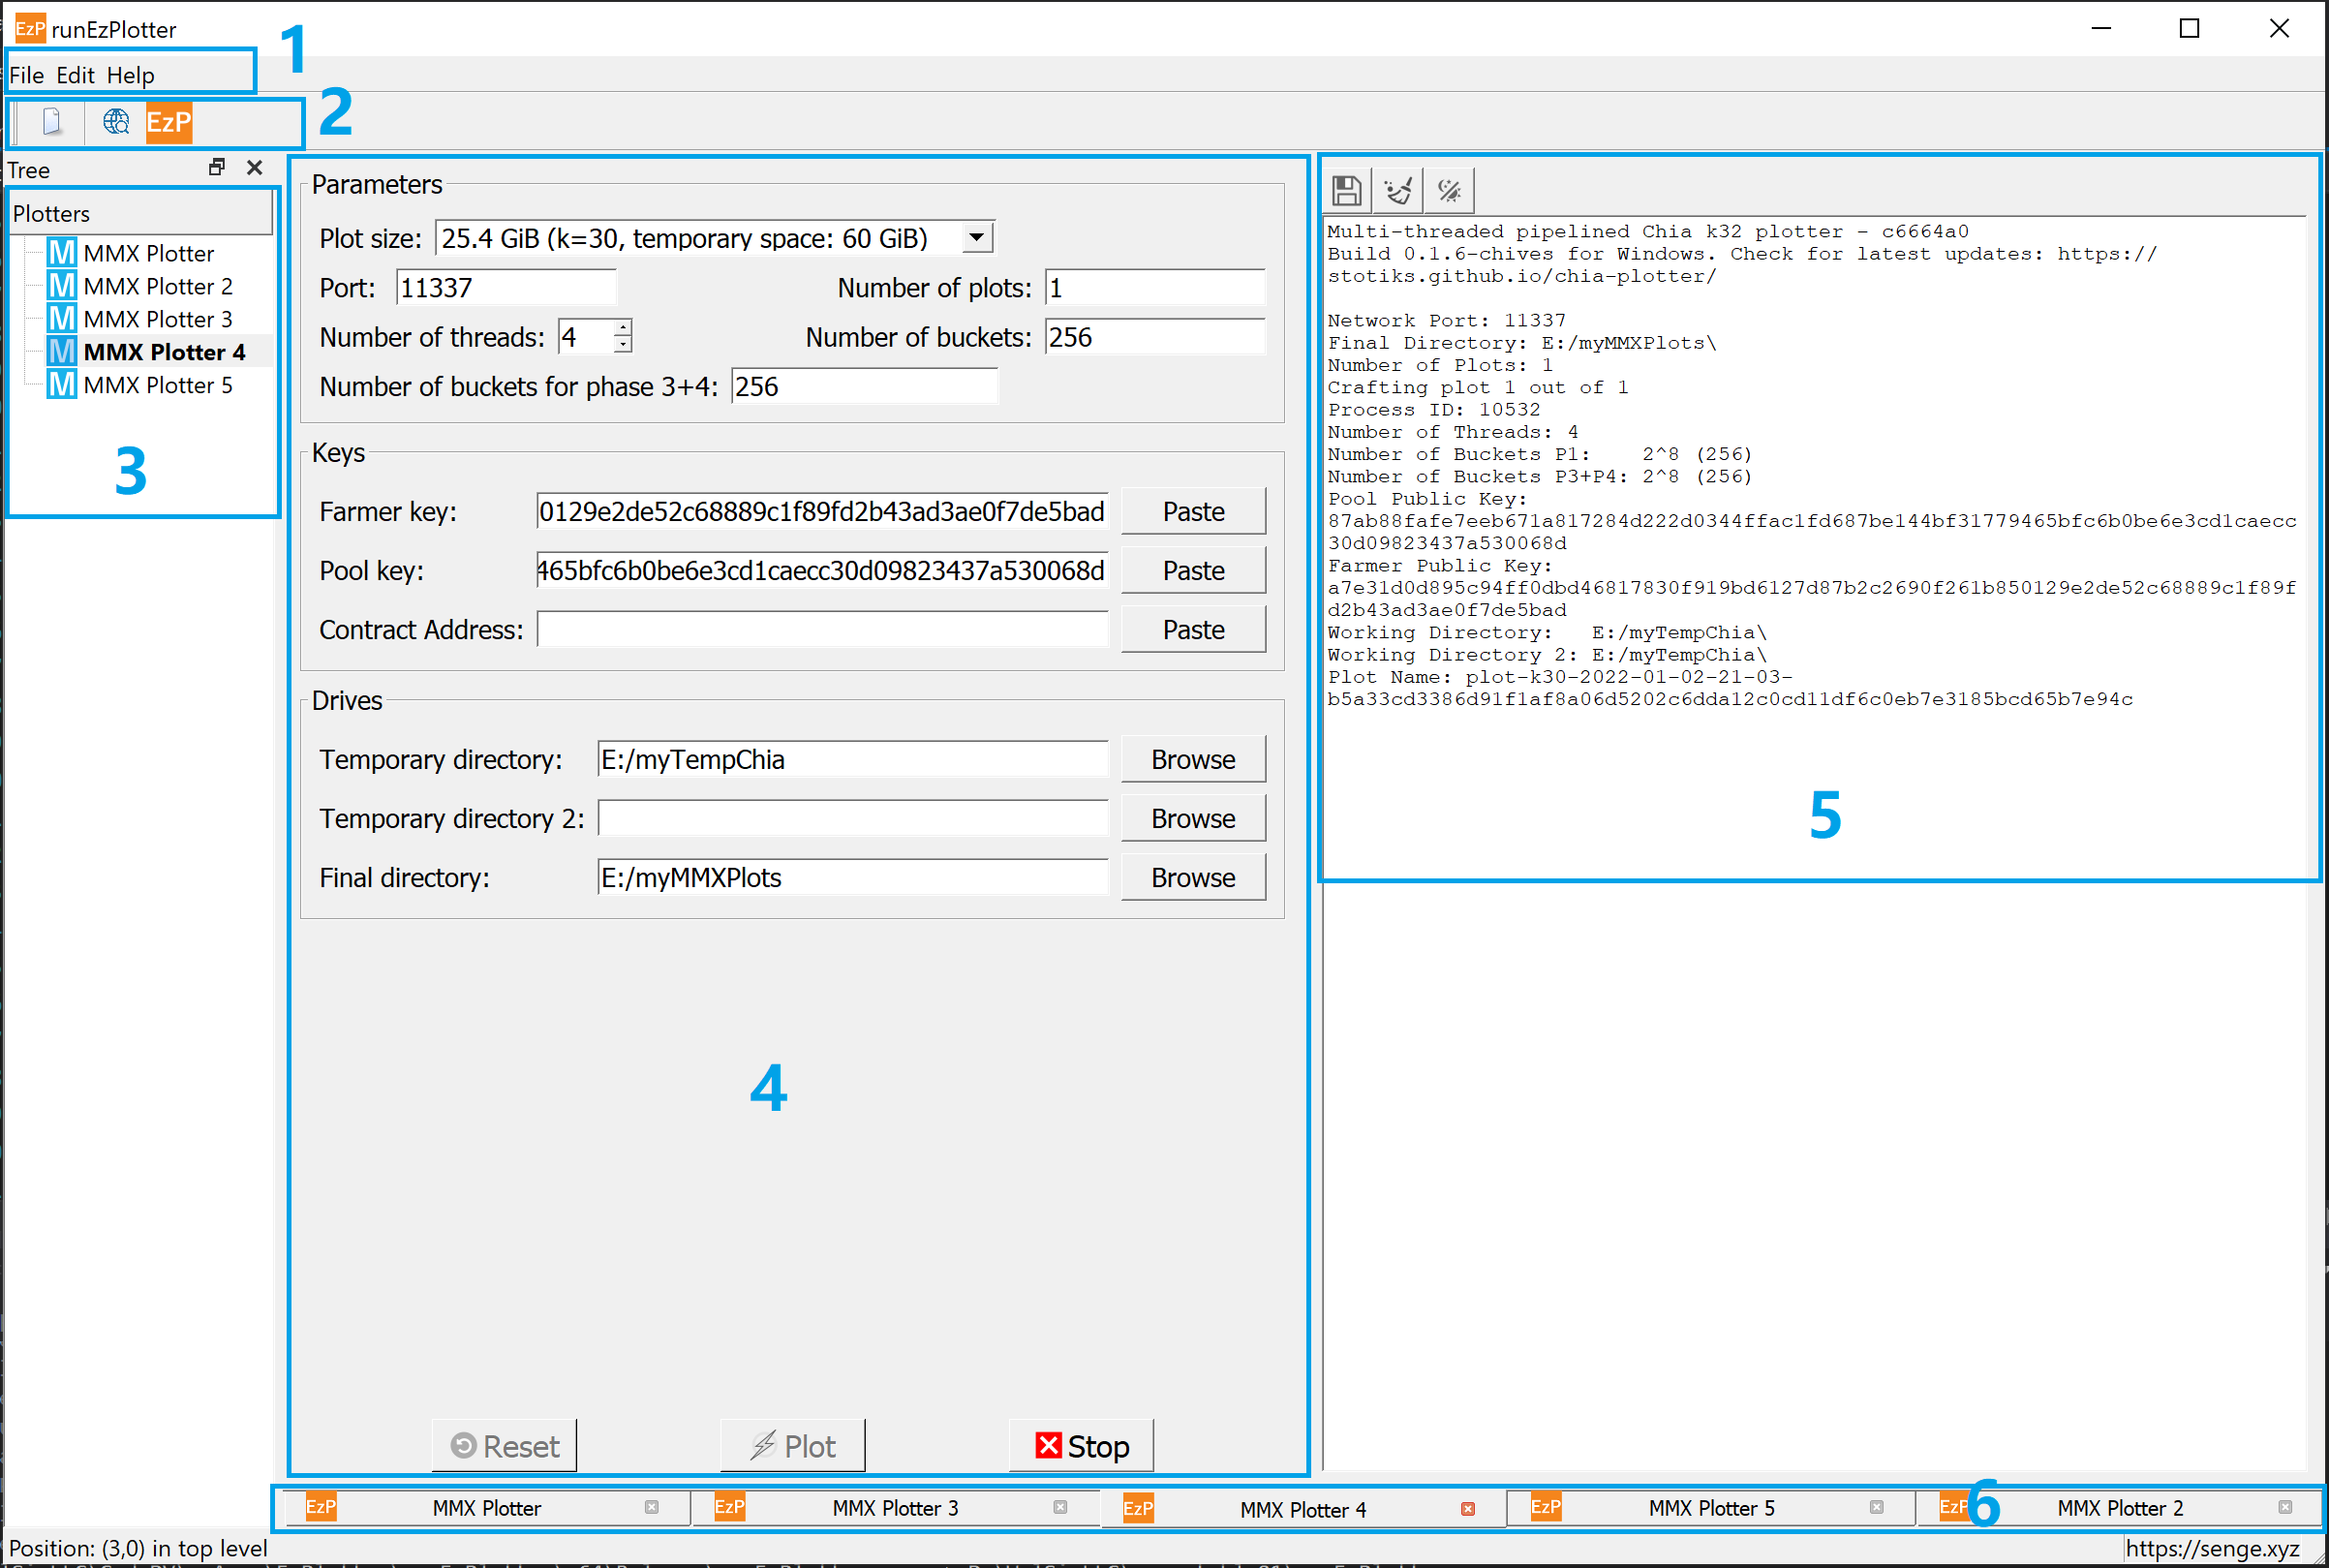 EzP runEzPlotter
1
File Edit Help
2
EzP
Tree
Plotters
M MMX Plotter
M MMX Plotter 2
M MMX Plotter 3
M MMX Plotter 4
M MMX Plotter 5
3
Parameters
Plot size: 25.4 GiB (k=30, temporary space: 60 GiB)
Port: 11337 Number of plots: 1
Number of threads: 4 Number of buckets: 256
Number of buckets for phase 3+4: 256
Keys
Farmer key: 0129e2de52c68889c1f89fd2b43ad3ae0f7de5bad Paste
Pool key: 465bfc6b0be6e3cd1caecc30d09823437a530068d Paste
Contract Address: Paste
Drives
Temporary directory: E:/myTempChia Browse
Temporary directory 2: Browse
Final directory: E:/myMMXPlots Browse
4
Reset Plot Stop
Multi-threaded pipelined Chia k32 plotter - c6664a0
Build 0.1.6-chives for Windows. Check for latest updates: https://
stotiks.github.io/chia-plotter/
Network Port: 11337
Final Directory: E:/myMMXPlots\
Number of Plots: 1
Crafting plot 1 out of 1
Process ID: 10532
Number of Threads: 4
Number of Buckets P1: 2^8 (256)
Number of Buckets P3+P4: 2^8 (256)
Pool Public Key:
87ab88fafe7eeb671a817284d222d0344ffac1fd687be144bf31779465bfc6b0be6e3cd1caecc
30d09823437a530068d
Farmer Public Key:
a7e31d0d895c94ff0dbd46817830f919bd6127d87b2c2690f261b850129e2de52c68889c1f89f
d2b43ad3ae0f7de5bad
Working Directory: E:/myTempChia\
Working Directory 2: E:/myTempChia\
Plot Name: plot-k30-2022-01-02-21-03-
b5a33cd3386d91f1af8a06d5202c6dda12c0cd11df6c0eb7e3185bcd65b7e94c
5
EzP MMX Plotter EzP MMX Plotter 3 EzP MMX Plotter 4 EzP MMX Plotter 5 EzP MMX Plotter 2
6
Position: (3,0) in top level https://senge.xyz